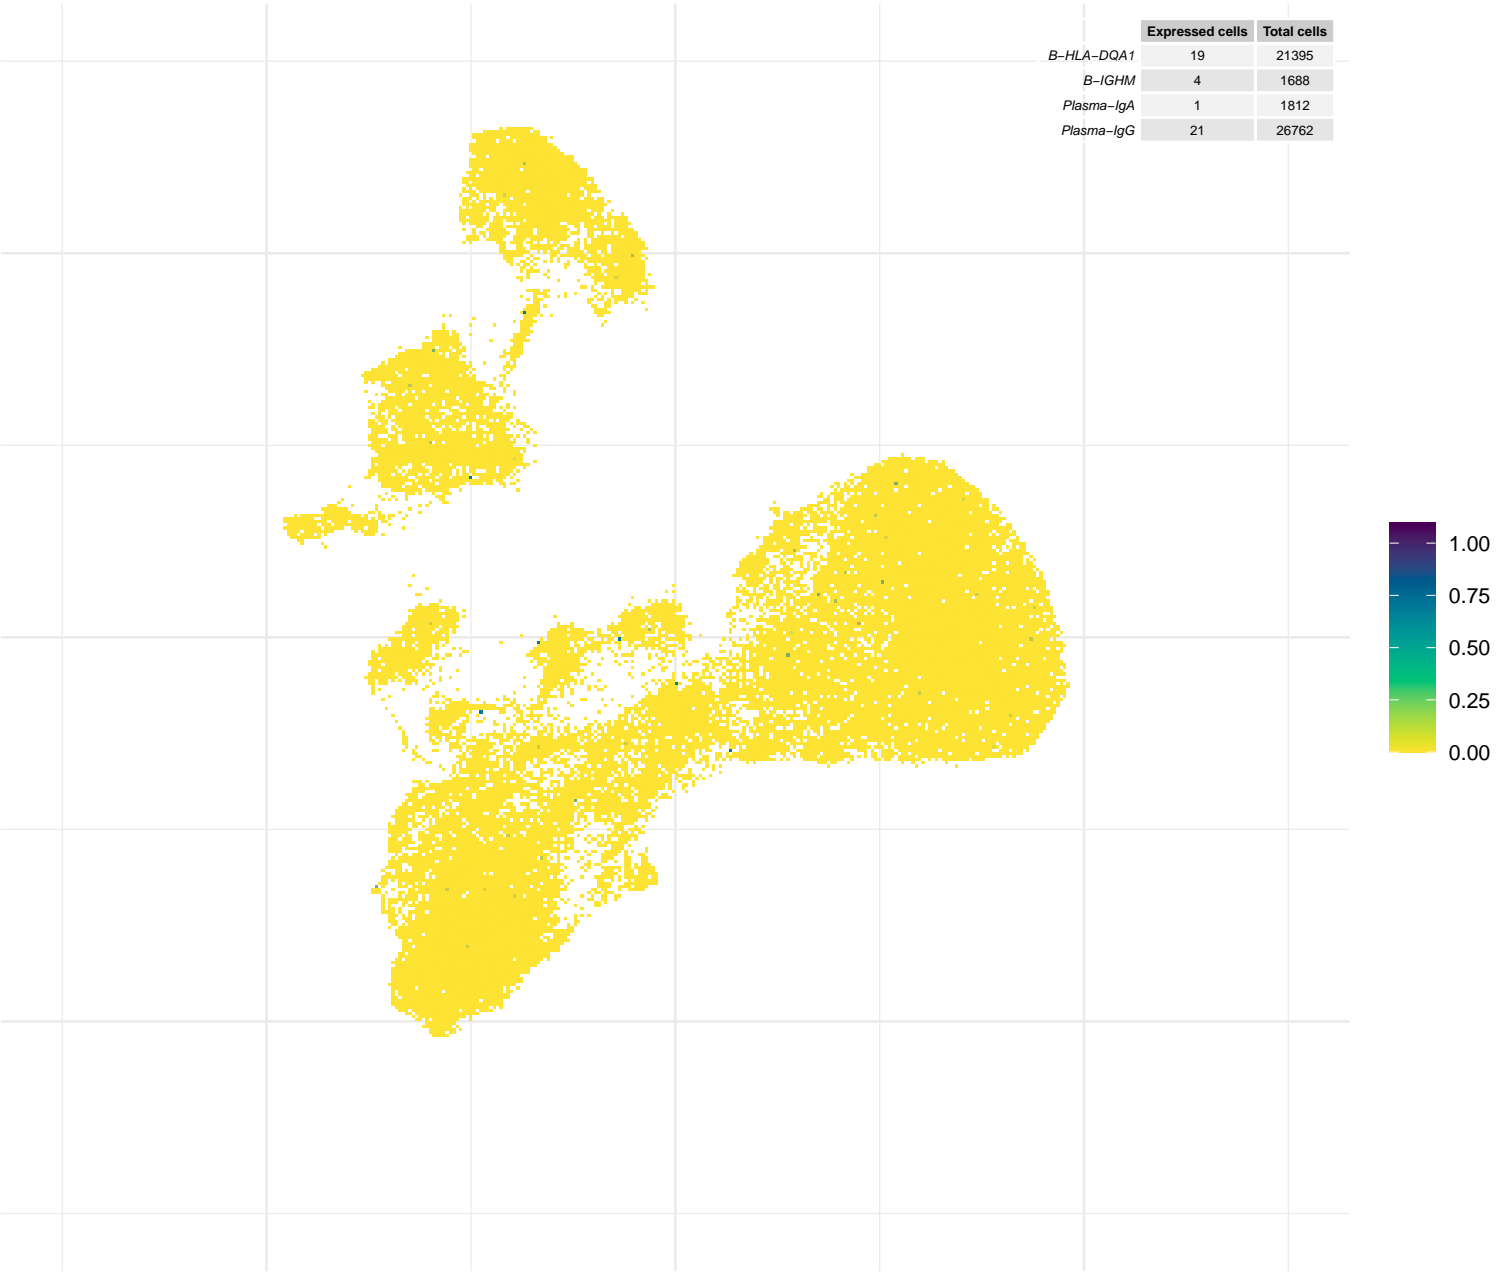 Expressed cells Total cells
B−HLA−DQA1 19 21395
B−IGHM 4 1688
Plasma−IgA 1 1812
Plasma−IgG 21 26762
1.00
0.75
0.50
0.25
0.00